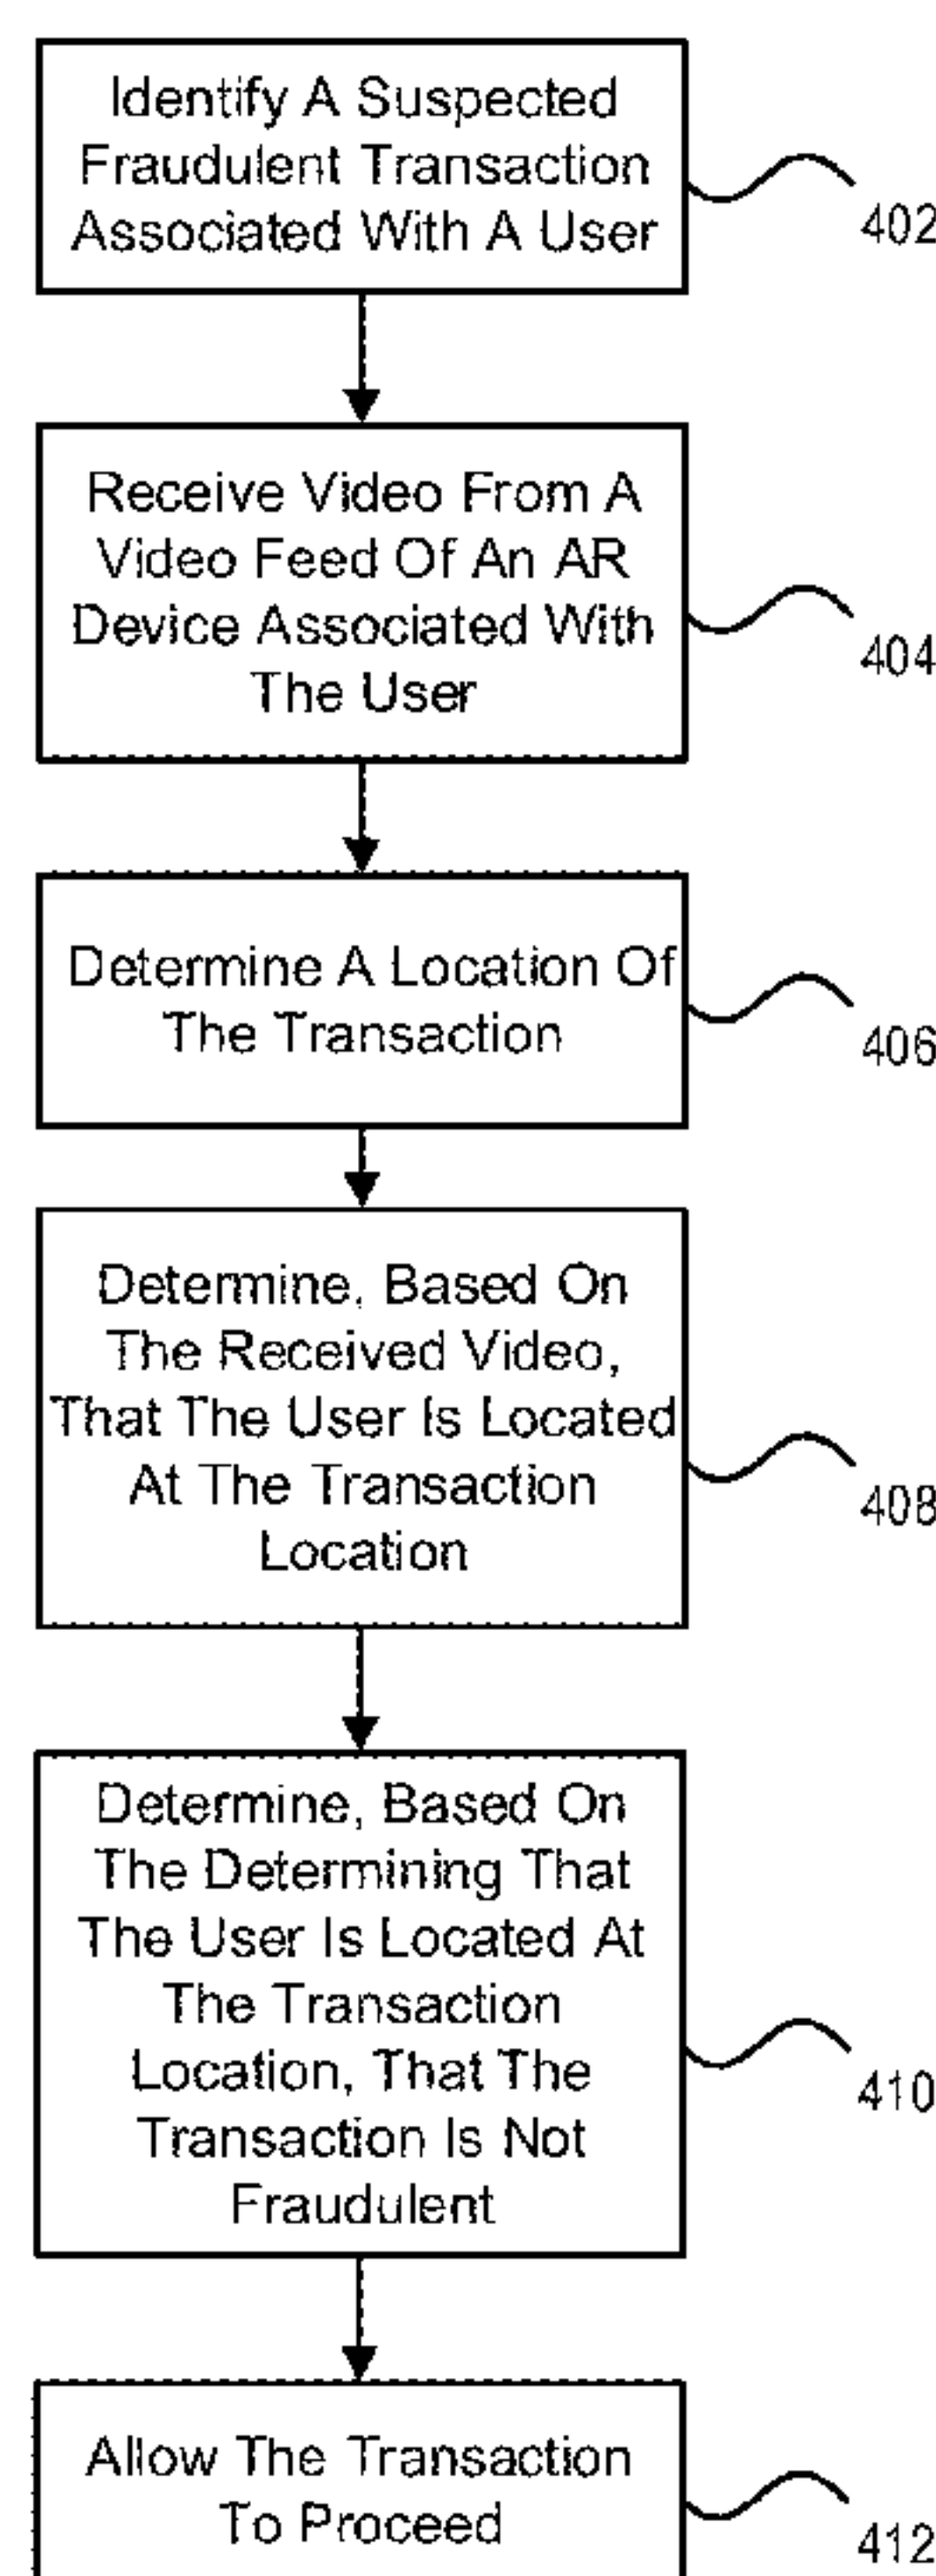 Identify A Suspected
Fraudulent Transaction
Associated With A User
402
Receive Video From A
Video Feed Of An AR
Device Associated With
The User
404
Determine A Location Of
The Transaction
406
Determine, Based On
The Received Video,
That The User Is Located
At The Transaction
Location
408
Determine, Based On
The Determining That
The User Is Located At
The Transaction
Location, That The
Transaction Is Not
Fraudulent
410
Allow The Transaction
To Proceed
412